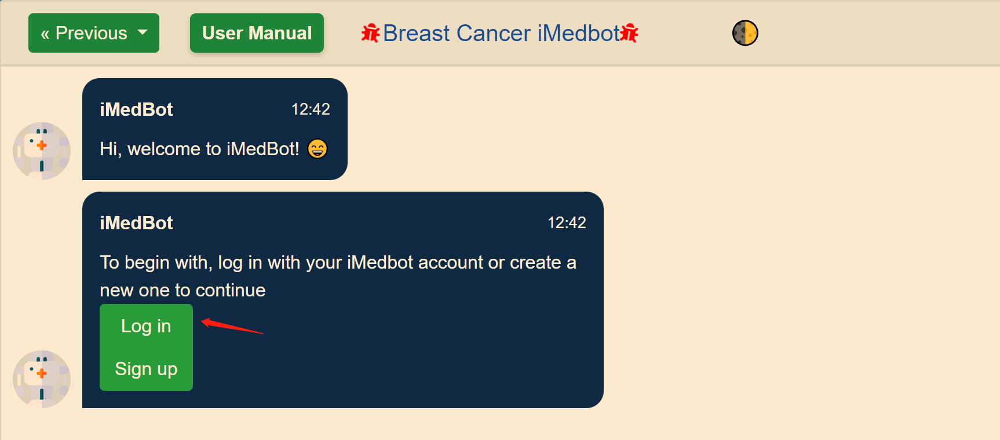 « Previous
User Manual
Breast Cancer iMedbot
iMedBot 12:42
Hi, welcome to iMedBot! 😄
iMedBot 12:42
To begin with, log in with your iMedbot account or create a
new one to continue
Log in
Sign up